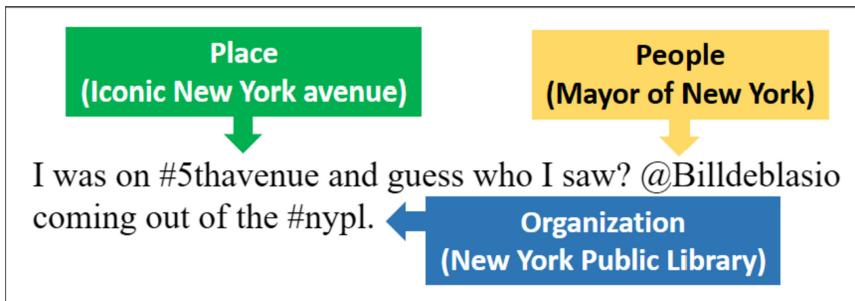 Place
(Iconic New York avenue)
People
(Mayor of New York)
I was on #5thavenue and guess who I saw? @Billdeblasio
coming out of the #nypl.
Organization
(New York Public Library)